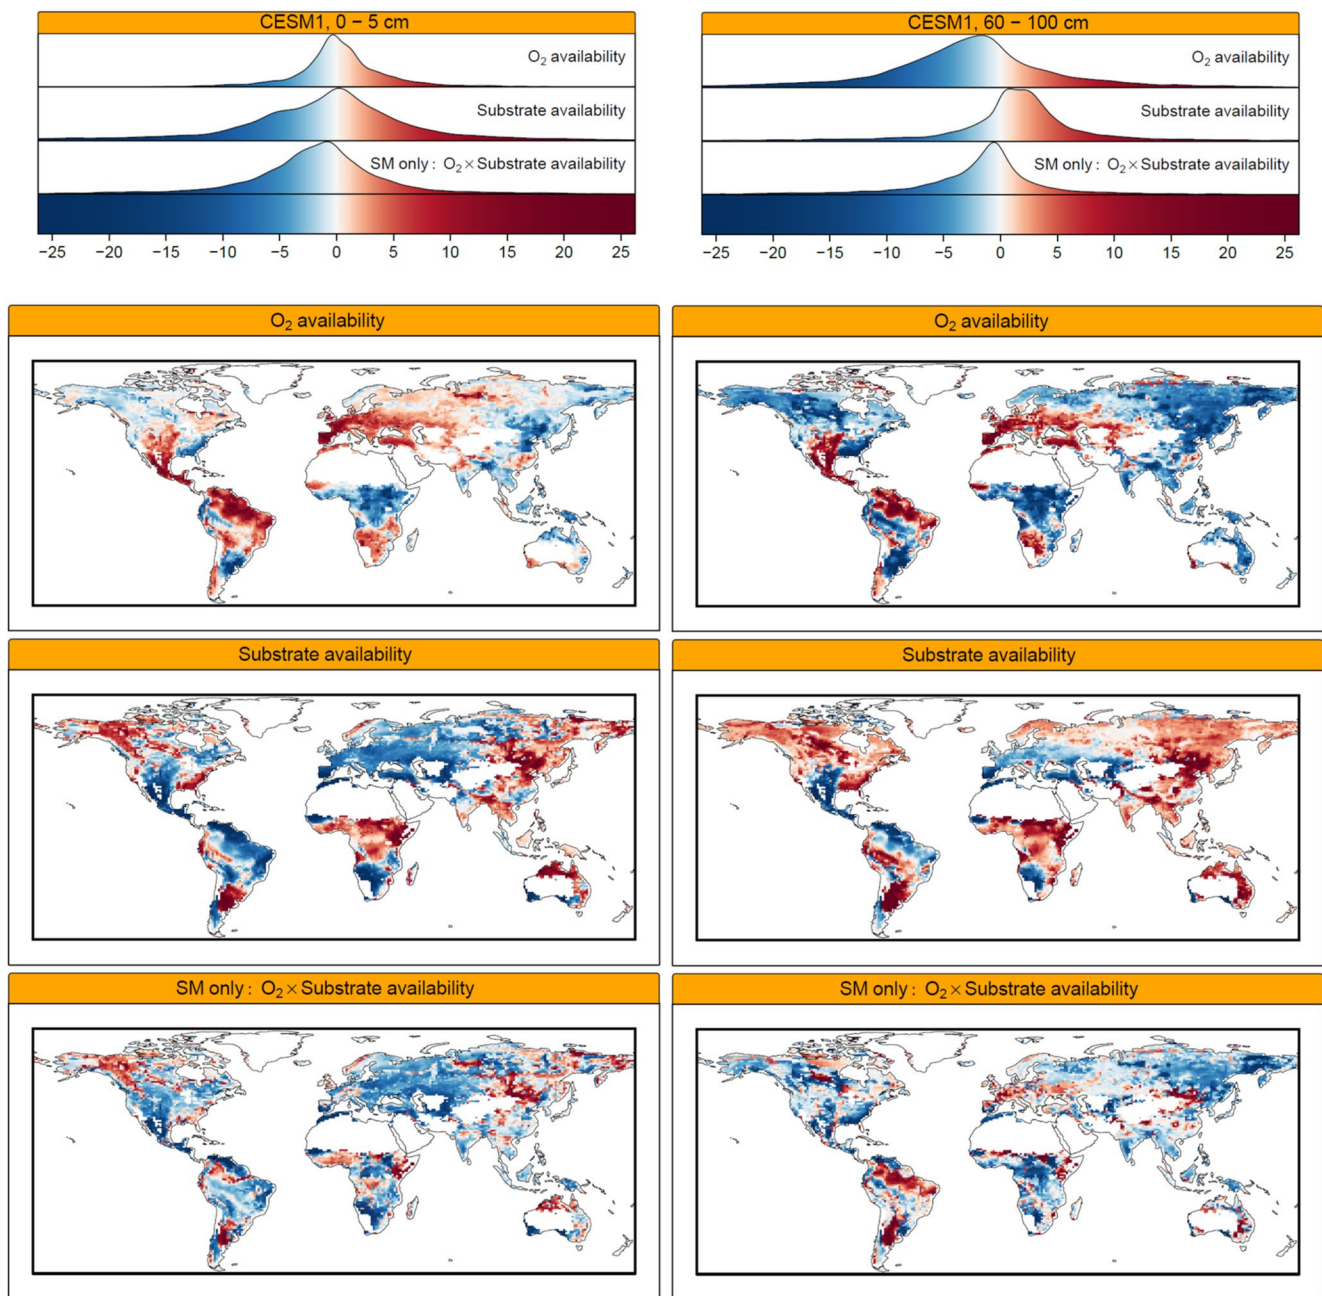 CESM1, 0 − 5 cm
O₂ availability
Substrate availability
SM only : O₂ × Substrate availability
−25 −20 −15 −10 −5 0 5 10 15 20 25
CESM1, 60 − 100 cm
O₂ availability
Substrate availability
SM only : O₂ × Substrate availability
−25 −20 −15 −10 −5 0 5 10 15 20 25
O₂ availability
O₂ availability
Substrate availability
Substrate availability
SM only : O₂ × Substrate availability
SM only : O₂ × Substrate availability